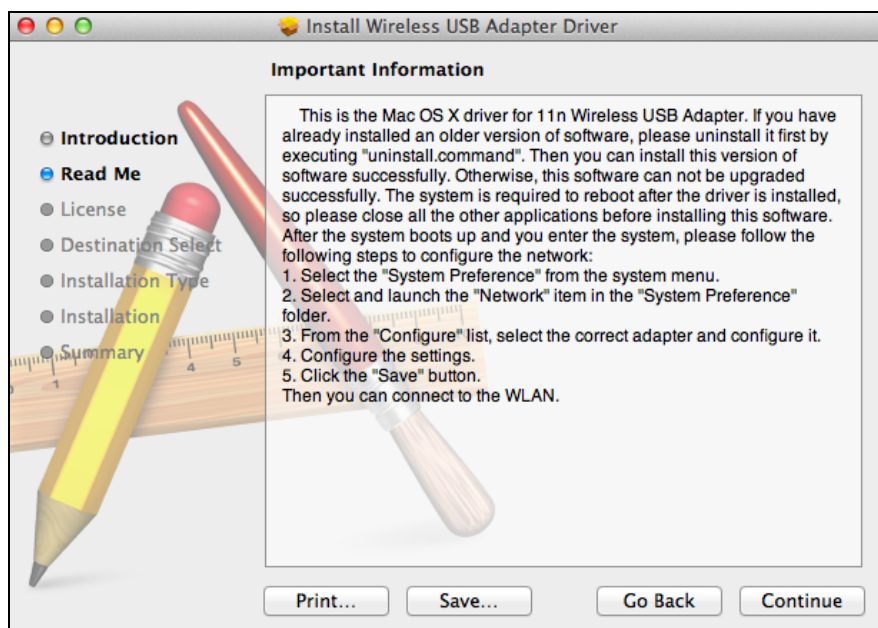 Install Wireless USB Adapter Driver
Important Information
Introduction
Read Me
License
Destination Select
Installation Type
Installation
Summary
This is the Mac OS X driver for 11n Wireless USB Adapter. If you have
already installed an older version of software, please uninstall it first by
executing "uninstall.command". Then you can install this version of
software successfully. Otherwise, this software can not be upgraded
successfully. The system is required to reboot after the driver is installed,
so please close all the other applications before installing this software.
After the system boots up and you enter the system, please follow the
following steps to configure the network:
1. Select the "System Preference" from the system menu.
2. Select and launch the "Network" item in the "System Preference"
folder.
3. From the "Configure" list, select the correct adapter and configure it.
4. Configure the settings.
5. Click the "Save" button.
Then you can connect to the WLAN.
1 4 5
Print... Save... Go Back Continue